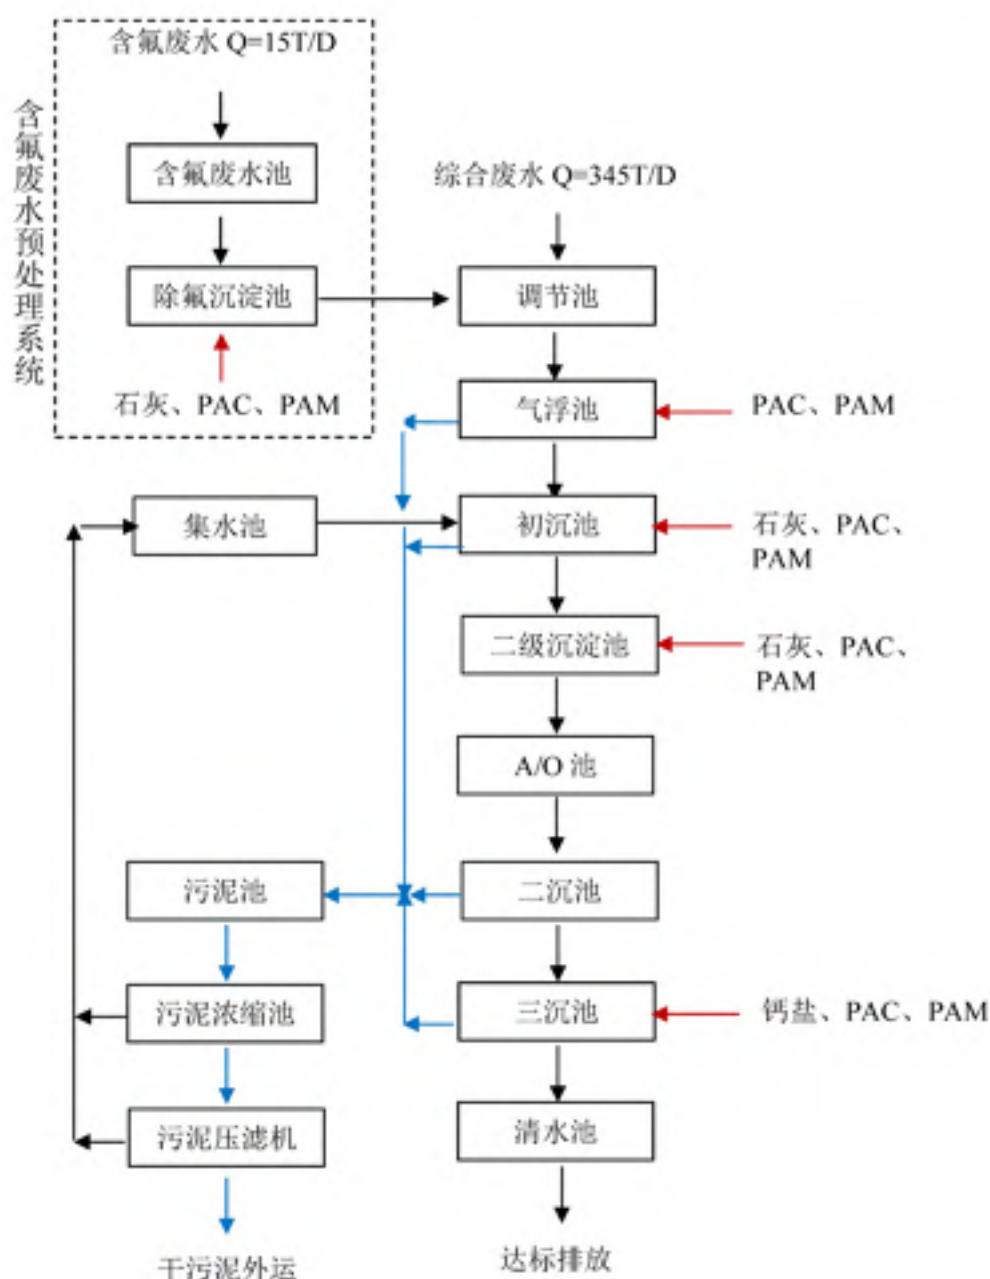 含氟废水 Q=15T/D
含氟废水预处理系统
含氟废水池
综合废水 Q=345T/D
除氟沉淀池
调节池
石灰、PAC、PAM
气浮池
PAC、PAM
集水池
初沉池
石灰、PAC、
PAM
二级沉淀池
石灰、PAC、
PAM
A/O 池
污泥池
二沉池
污泥浓缩池
三沉池
钙盐、PAC、PAM
污泥压滤机
清水池
干污泥外运
达标排放